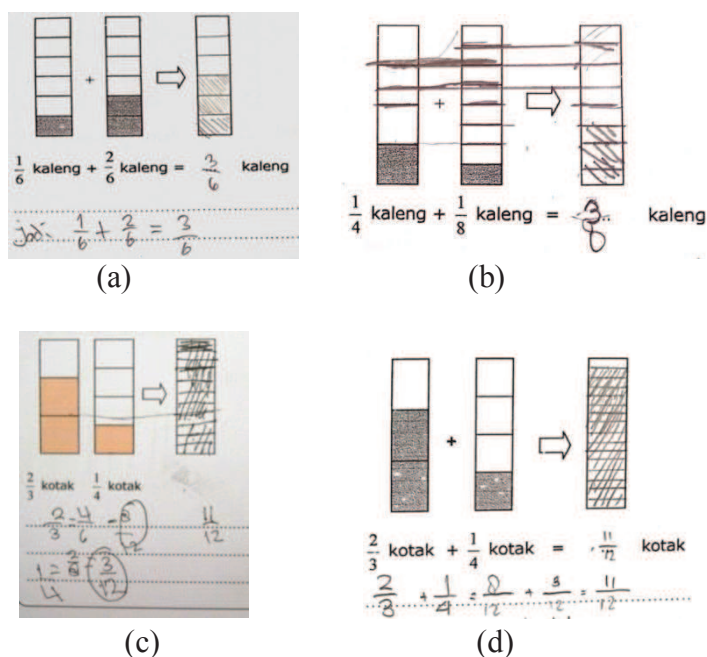 +
1/6 kaleng + 2/6 kaleng = 3/6 kaleng
jadi 1/6 + 2/6 = 3/6
(a)
+
1/4 kaleng + 1/8 kaleng = 3/8 kaleng
(b)
2/3 kotak 1/4 kotak
2/3 = 4/6 = 8/12 11/12
1/4 = 3/12
(c)
+
2/3 kotak + 1/4 kotak = 11/12 kotak
2/3 + 1/4 = 8/12 + 3/12 = 11/12
(d)